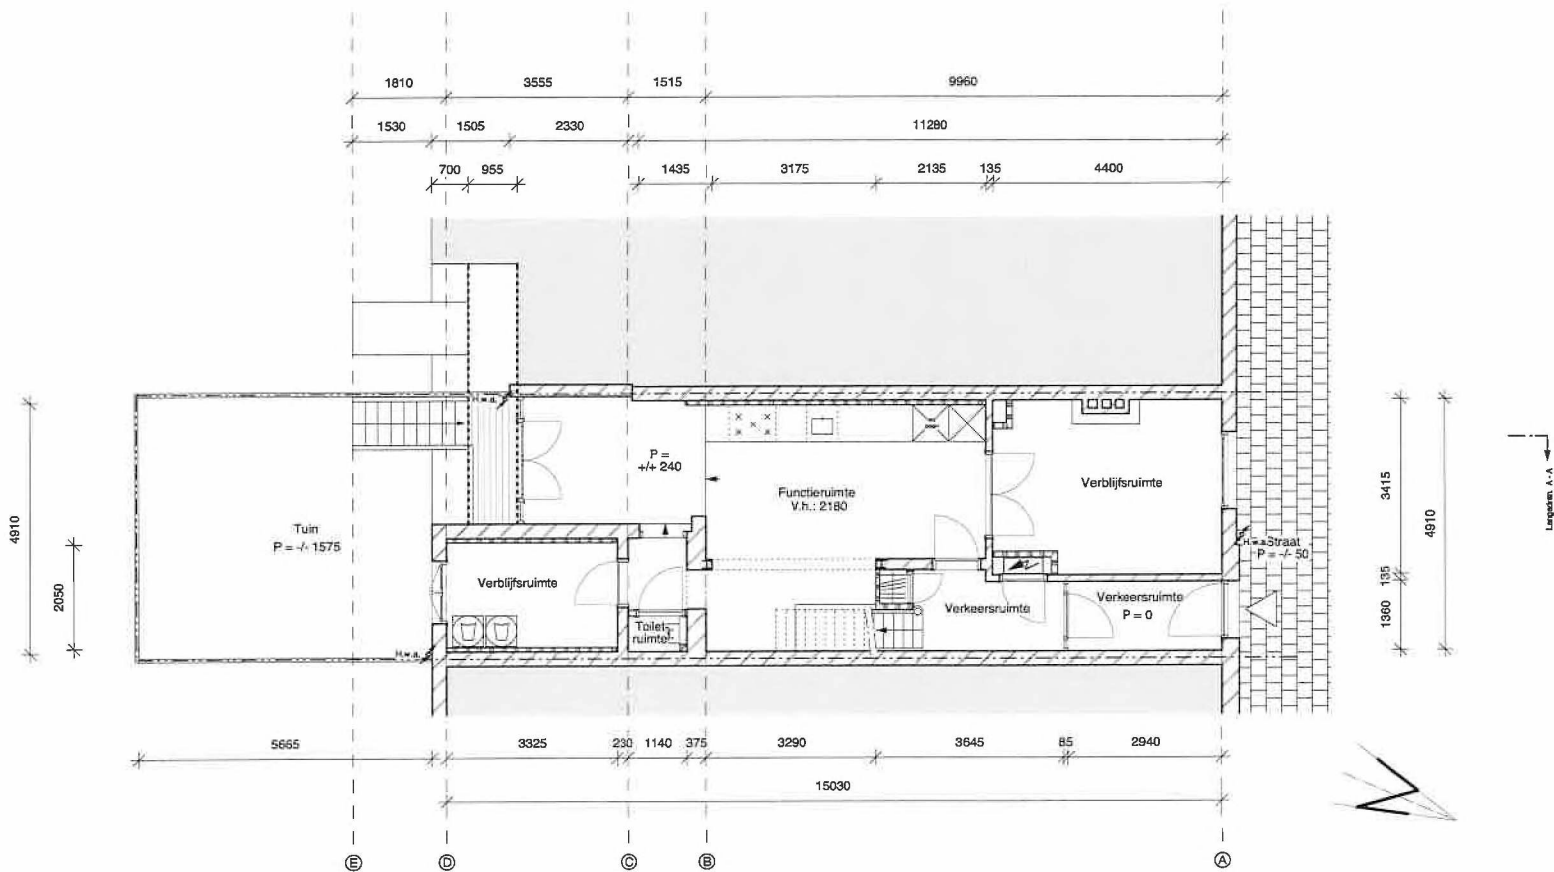 1810 3555 1515 9960
1530 1505 2330 11280
700 955 1435 3175 2135 135 4400
H.w.a.
P =
+/+ 240
Functieruimte
V.h.: 2180
Verblijfsruimte
Tuin
P = -/- 1575
Verblijfsruimte
Toilet
ruimte
Verkeersruimte
Verkeersruimte
P = 0
H.w.a.
Straat
P = -/- 50
H.w.a.
4910
2050
3415
135
1360
4910
Langsdrsn. A - A
5665 3325 230 1140 375 3290 3645 85 2940
15030
E D C B A